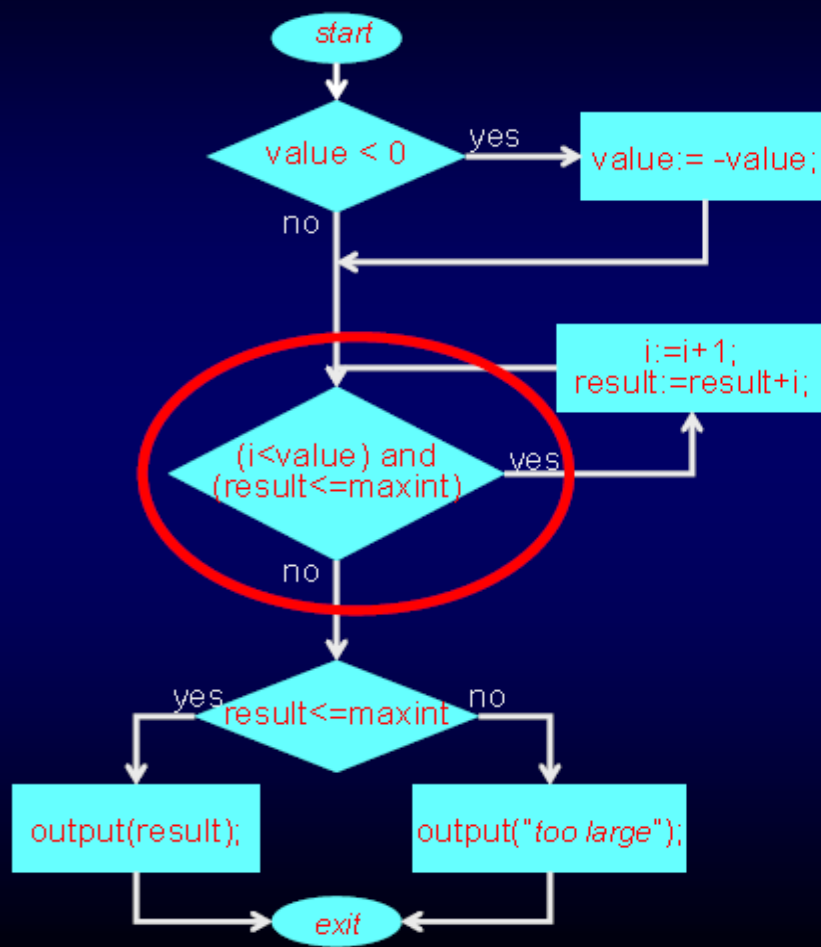 start
value < 0
yes
value:= -value;
no
i:=i+1;
result:=result+i;
(i<value) and
(result<=maxint)
yes
no
yes
result<=maxint
no
output(result);
output("too large");
exit